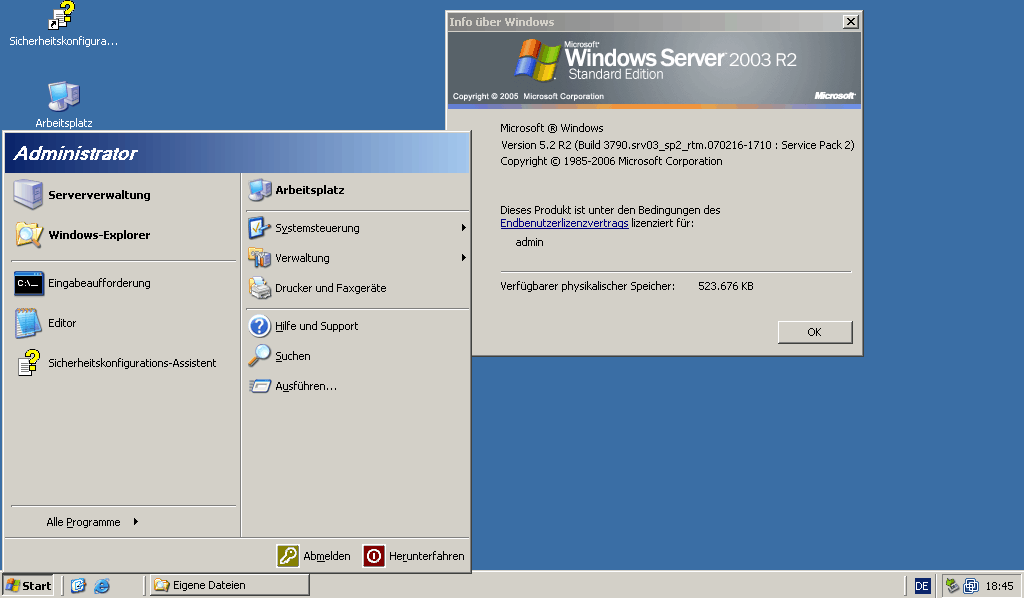 Sicherheitskonfigura...
Arbeitsplatz
Info über Windows
Microsoft®
Windows Server 2003 R2
Standard Edition
Copyright © 2005 Microsoft Corporation
Microsoft®
Microsoft ® Windows
Version 5.2 R2 (Build 3790.srv03_sp2_rtm.070216-1710 : Service Pack 2)
Copyright © 1985-2006 Microsoft Corporation
Dieses Produkt ist unter den Bedingungen des
Endbenutzerlizenzvertrags lizenziert für:
admin
Verfügbarer physikalischer Speicher: 523.676 KB
OK
Administrator
Serververwaltung
Windows-Explorer
C:\_
Eingabeaufforderung
Editor
Sicherheitskonfigurations-Assistent
Alle Programme
Arbeitsplatz
Systemsteuerung
Verwaltung
Drucker und Faxgeräte
Hilfe und Support
Suchen
Ausführen...
Abmelden
Herunterfahren
Start
Eigene Dateien
DE
18:45